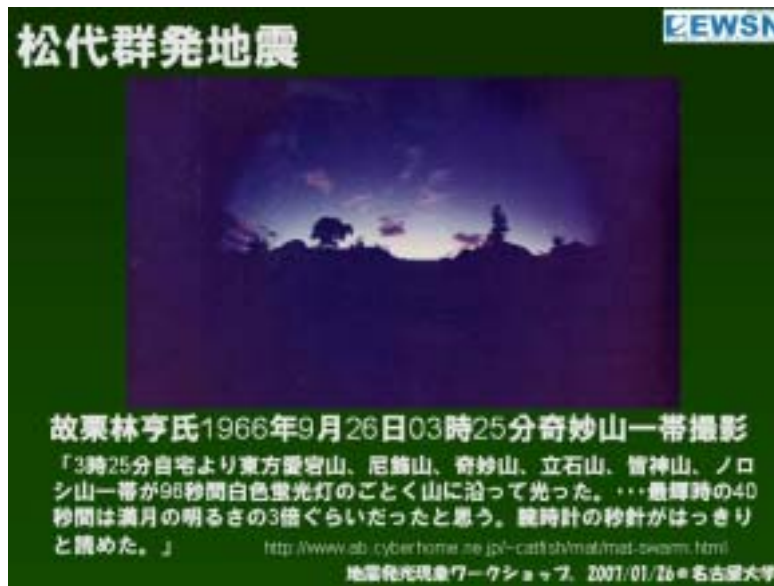 松代群発地震
EWSN
故栗林亨氏1966年9月26日03時25分奇妙山一帯撮影
「3時25分自宅より東方愛宕山、尼飾山、奇妙山、立石山、皆神山、ノロ
シ山一帯が96秒間白色蛍光灯のごとく山に沿って光った。・・・最輝時の40
秒間は満月の明るさの3倍ぐらいだったと思う。腕時計の秒針がはっきり
と読めた。」
http://www.ab.cyberhome.ne.jp/~catfish/mat/mat-swarm.html
地震発光現象ワークショップ、2007/01/26@名古屋大学